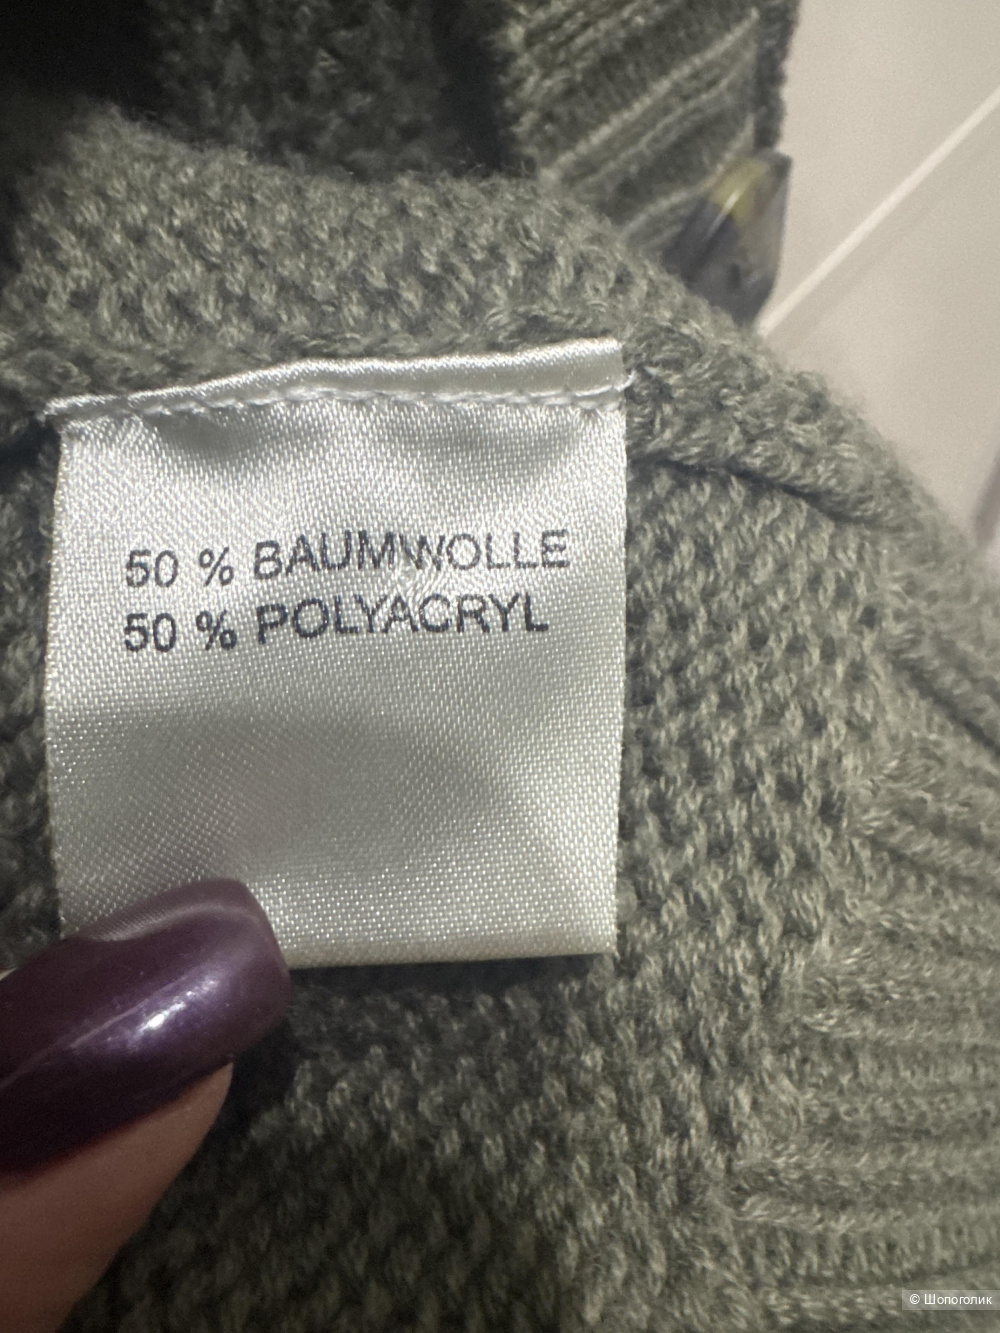 50 % BAUMWOLLE
50 % POLYACRYL
© Шопоголик